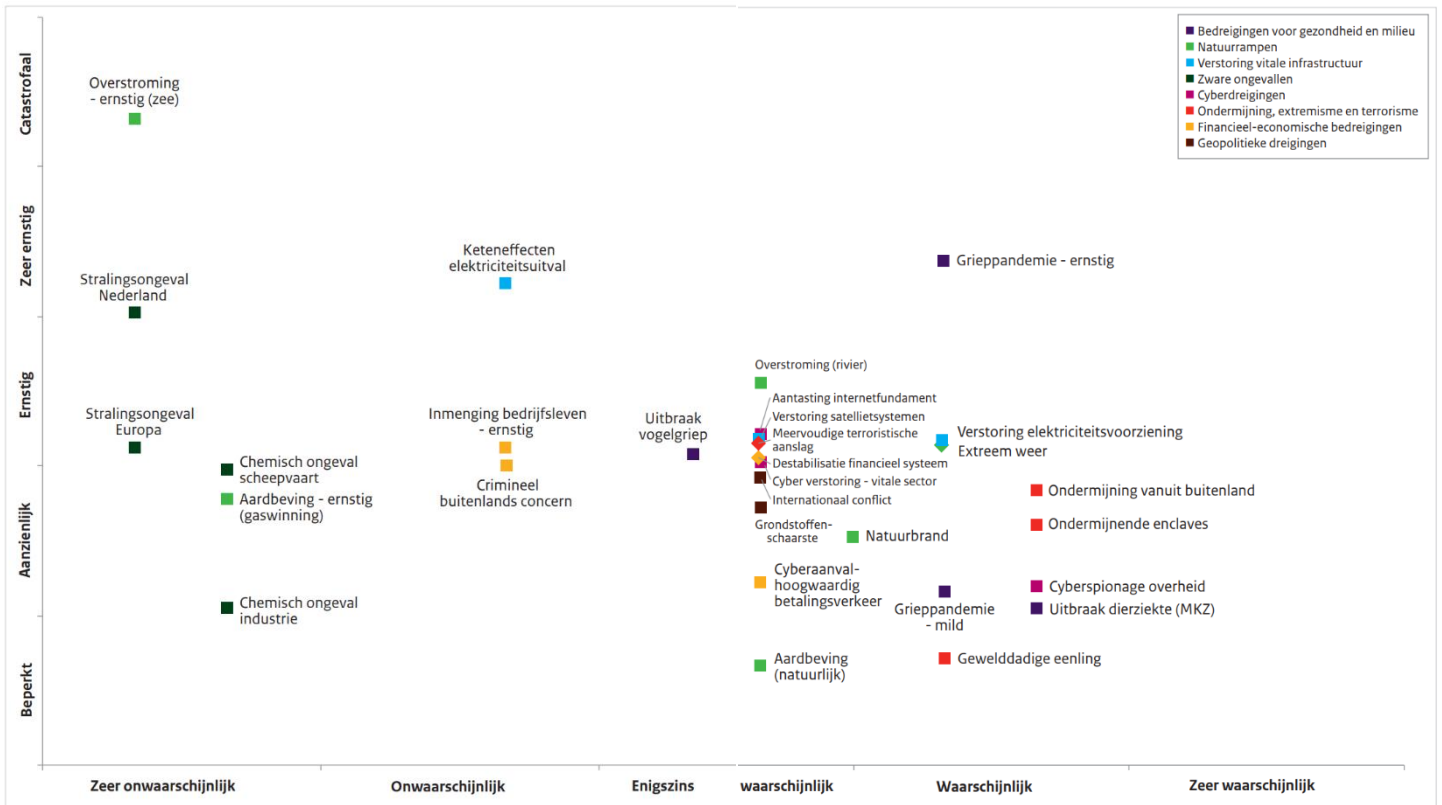 Catastrofaal
Zeer ernstig
Ernstig
Aanzienlijk
Beperkt
Bedreigingen voor gezondheid en milieu
Natuurrampen
Verstoring vitale infrastructuur
Zware ongevallen
Cyberdreigingen
Ondermijning, extremisme en terrorisme
Financieel-economische bedreigingen
Geopolitieke dreigingen
Overstroming
- ernstig (zee)
Keteneffecten
elektriciteitsuitval
Grieppandemie - ernstig
Stralingsongeval
Nederland
Overstroming (rivier)
Aantasting internetfundament
Verstoring satellietsystemen
Meervoudige terroristische
aanslag
Destabilisatie financieel systeem
Cyber verstoring - vitale sector
Internationaal conflict
Grondstoffen-
schaarste
Stralingsongeval
Europa
Inmenging bedrijfsleven
- ernstig
Uitbraak
vogelgriep
Verstoring elektriciteitsvoorziening
Extreem weer
Chemisch ongeval
scheepvaart
Aardbeving - ernstig
(gaswinning)
Crimineel
buitenlands concern
Ondermijning vanuit buitenland
Ondermijnende enclaves
Natuurbrand
Cyberaanval-
hoogwaardig
betalingsverkeer
Grieppandemie
- mild
Cyberspionage overheid
Uitbraak dierziekte (MKZ)
Chemisch ongeval
industrie
Aardbeving
(natuurlijk)
Gewelddadige eenling
Zeer onwaarschijnlijk
Onwaarschijnlijk
Enigszins waarschijnlijk
Waarschijnlijk
Zeer waarschijnlijk